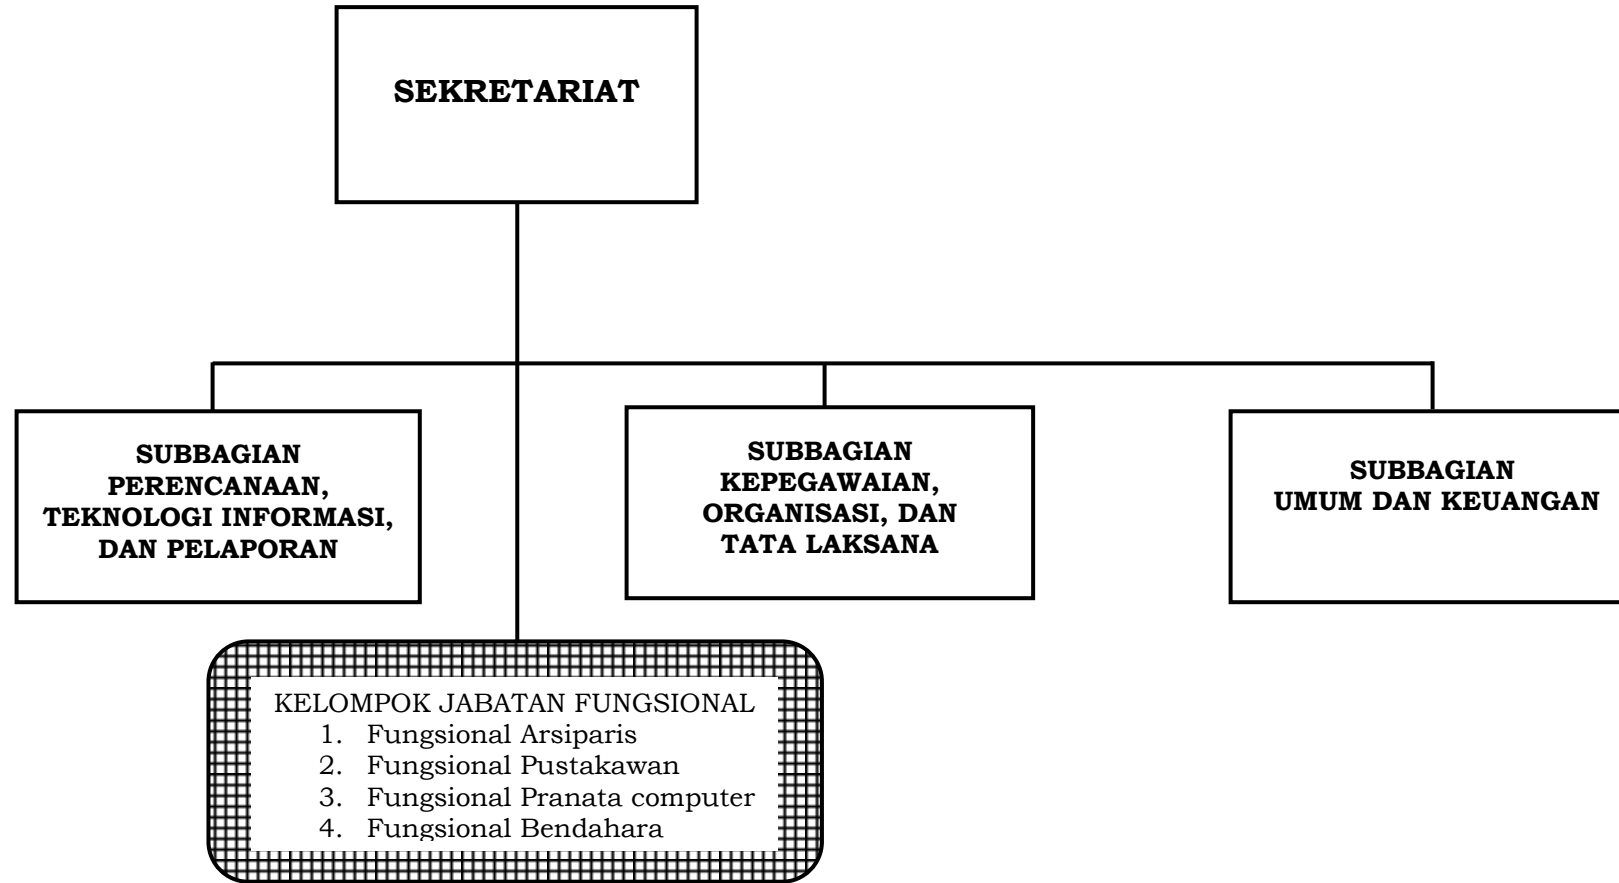 SEKRETARIAT
SUBBAGIAN
PERENCANAAN,
TEKNOLOGI INFORMASI,
DAN PELAPORAN
SUBBAGIAN
KEPEGAWAIAN,
ORGANISASI, DAN
TATA LAKSANA
SUBBAGIAN
UMUM DAN KEUANGAN
KELOMPOK JABATAN FUNGSIONAL
1. Fungsional Arsiparis
2. Fungsional Pustakawan
3. Fungsional Pranata computer
4. Fungsional Bendahara